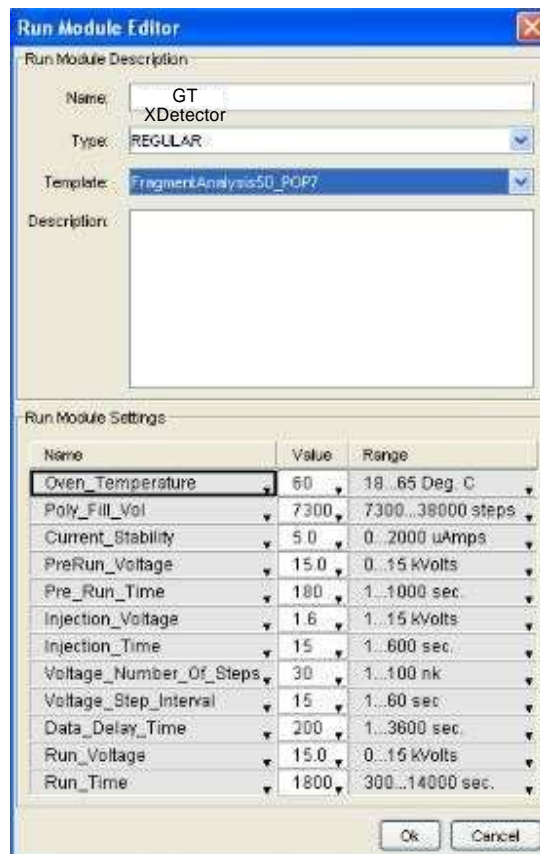 Run Module Editor
Run Module Description
Name: GT
XDetector
Type: REGULAR
Template: FragmentAnalysis50_POP7
Description:
Run Module Settings
Name Value Range
Oven_Temperature 60 18...65 Deg. C
Poly_Fill_Vol 7300 7300...38000 steps
Current_Stability 5.0 0...2000 uAmps
PreRun_Voltage 15.0 0...15 kVolts
Pre_Run_Time 180 1...1000 sec.
Injection_Voltage 1.6 1...15 kVolts
Injection_Time 15 1...600 sec.
Voltage_Number_Of_Steps 30 1...100 nk
Voltage_Step_Interval 15 1...60 sec
Data_Delay_Time 200 1...3600 sec.
Run_Voltage 15.0 0...15 kVolts
Run_Time 1800 300...14000 sec.
Ok Cancel